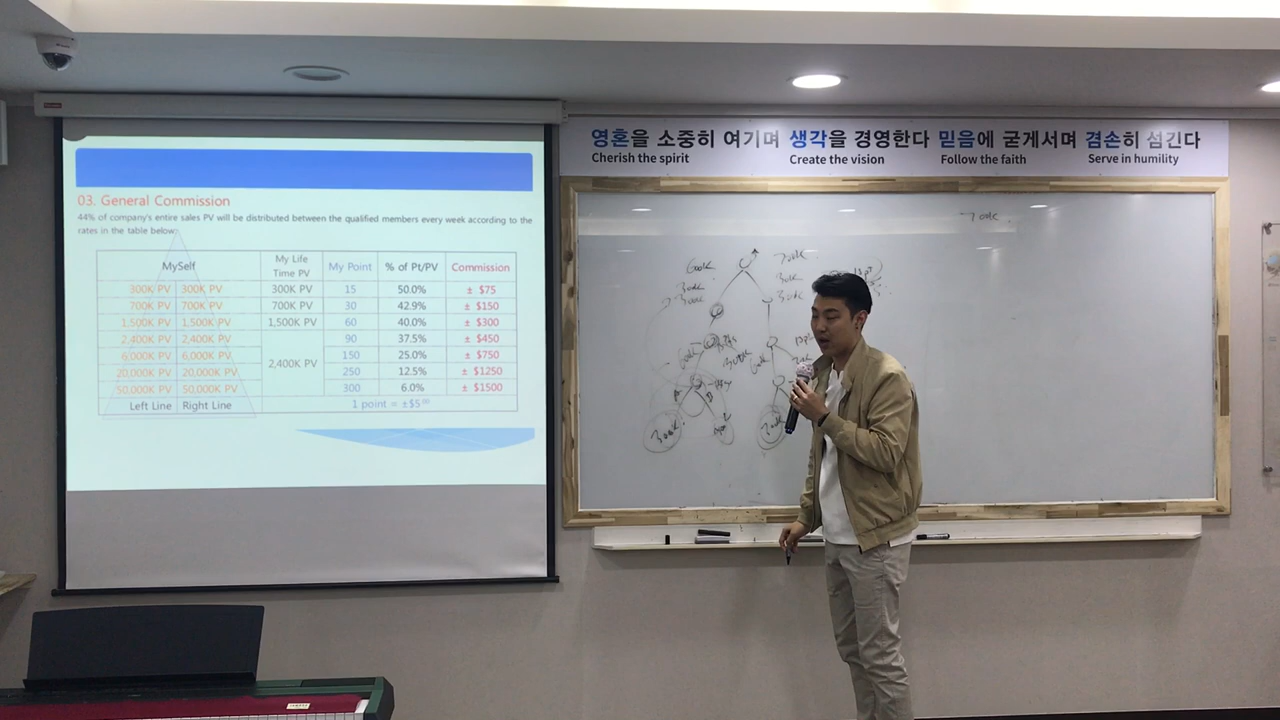 03. General Commission
44% of company's entire sales PV will be distributed between the qualified members every week according to the
rates in the table below:
MySelf My Life Time PV My Point % of Pt/PV Commission
300K PV 300K PV 300K PV 15 50.0% ± $75
700K PV 700K PV 700K PV 30 42.9% ± $150
1,500K PV 1,500K PV 1,500K PV 60 40.0% ± $300
2,400K PV 2,400K PV 2,400K PV 90 37.5% ± $450
6,000K PV 6,000K PV 150 25.0% ± $750
20,000K PV 20,000K PV 250 12.5% ± $1250
50,000K PV 50,000K PV 300 6.0% ± $1500
Left Line Right Line 1 point = ±$5
영혼을 소중히 여기며 생각을 경영한다 믿음에 굳게서며 겸손히 섬긴다
Cherish the spirit Create the vision Follow the faith Serve in humility
700K
600K 700K
300K
300K